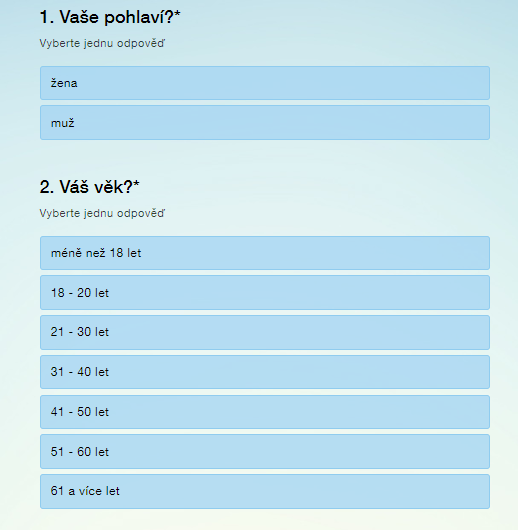 1. Vaše pohlaví?*
Vyberte jednu odpověď
žena
muž
2. Váš věk?*
Vyberte jednu odpověď
méně než 18 let
18 - 20 let
21 - 30 let
31 - 40 let
41 - 50 let
51 - 60 let
61 a více let